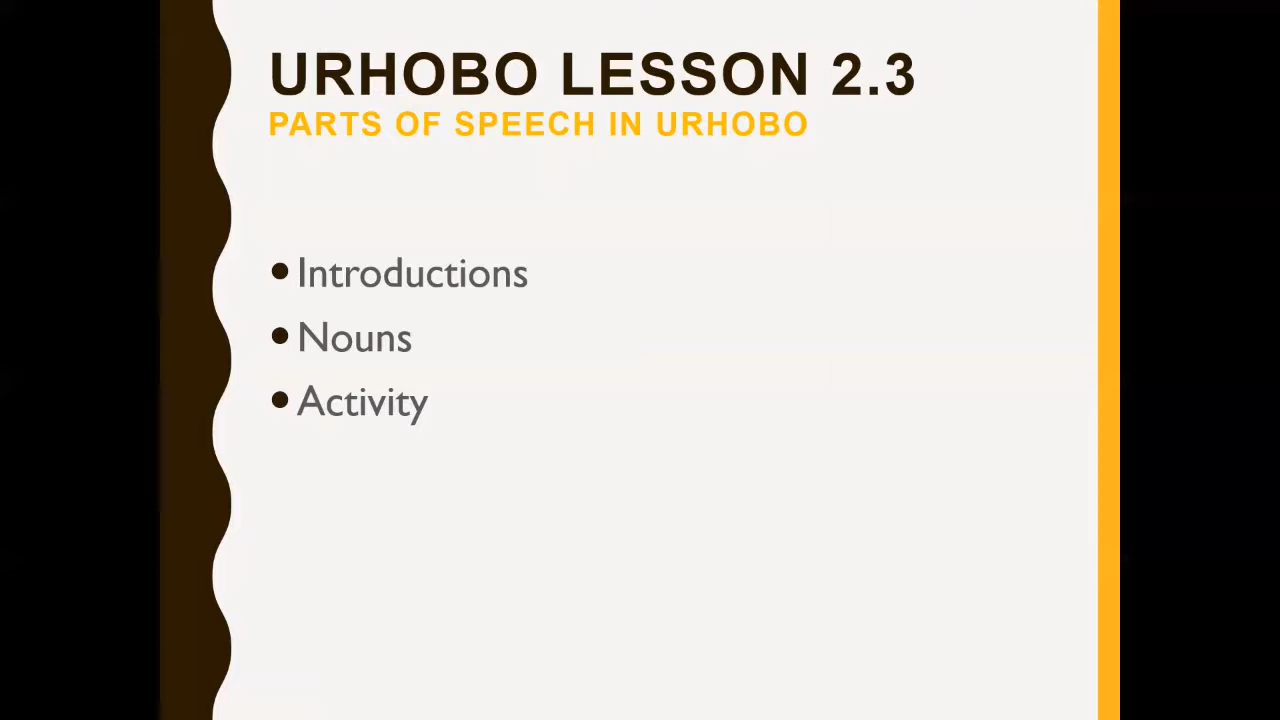 URHOBO LESSON 2.3
PARTS OF SPEECH IN URHOBO
•Introductions
•Nouns
•Activity